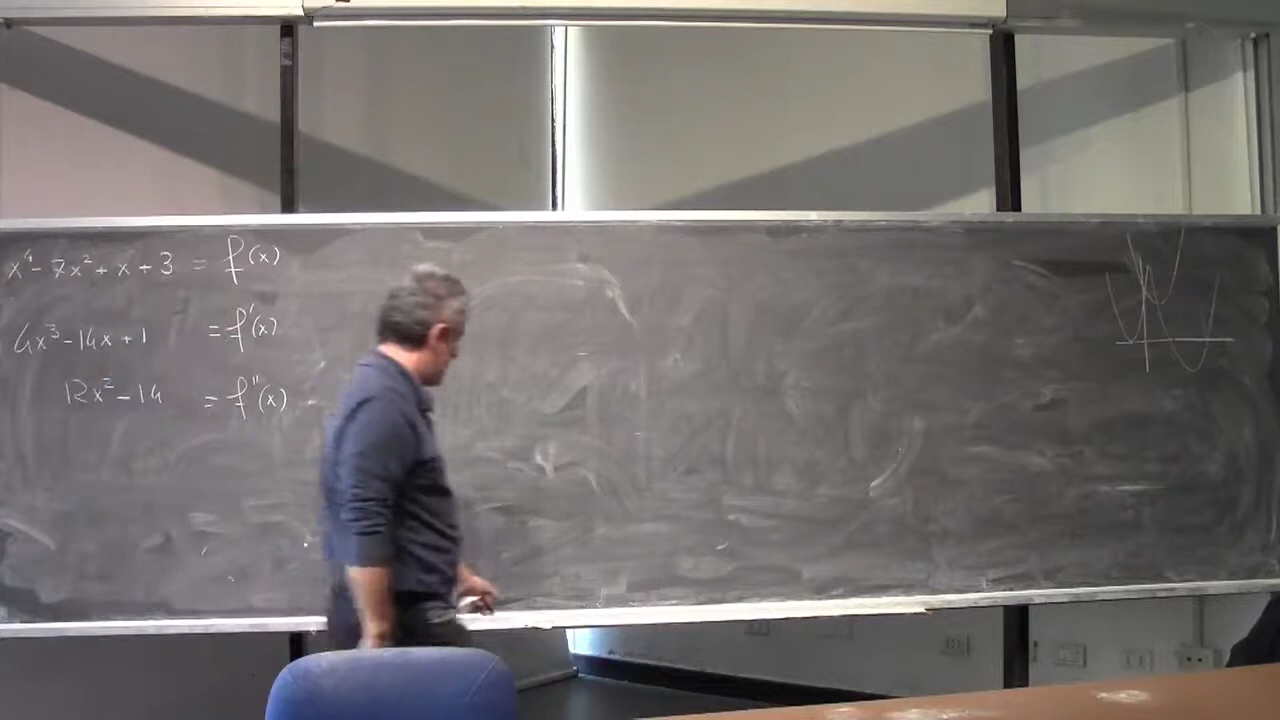 x⁴ - 7x² + x + 3 = f(x)
4x³ - 14x + 1 = f'(x)
12x² - 14 = f''(x)